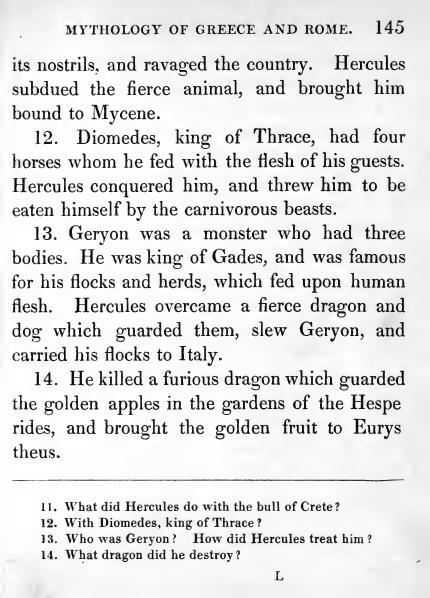 MYTHOLOGY OF GREECE AND ROME. 145
its nostrils, and ravaged the country. Hercules
subdued the fierce animal, and brought him
bound to Mycene.
12. Diomedes, king of Thrace, had four
horses whom he fed with the flesh of his guests.
Hercules conquered him, and threw him to be
eaten himself by the carnivorous beasts.
13. Geryon was a monster who had three
bodies. He was king of Gades, and was famous
for his flocks and herds, which fed upon human
flesh. Hercules overcame a fierce dragon and
dog which guarded them, slew Geryon, and
carried his flocks to Italy.
14. He killed a furious dragon which guarded
the golden apples in the gardens of the Hespe
rides, and brought the golden fruit to Eurys
theus.
11. What did Hercules do with the bull of Crete?
12. With Diomedes, king of Thrace?
13. Who was Geryon? How did Hercules treat him?
14. What dragon did he destroy?
L